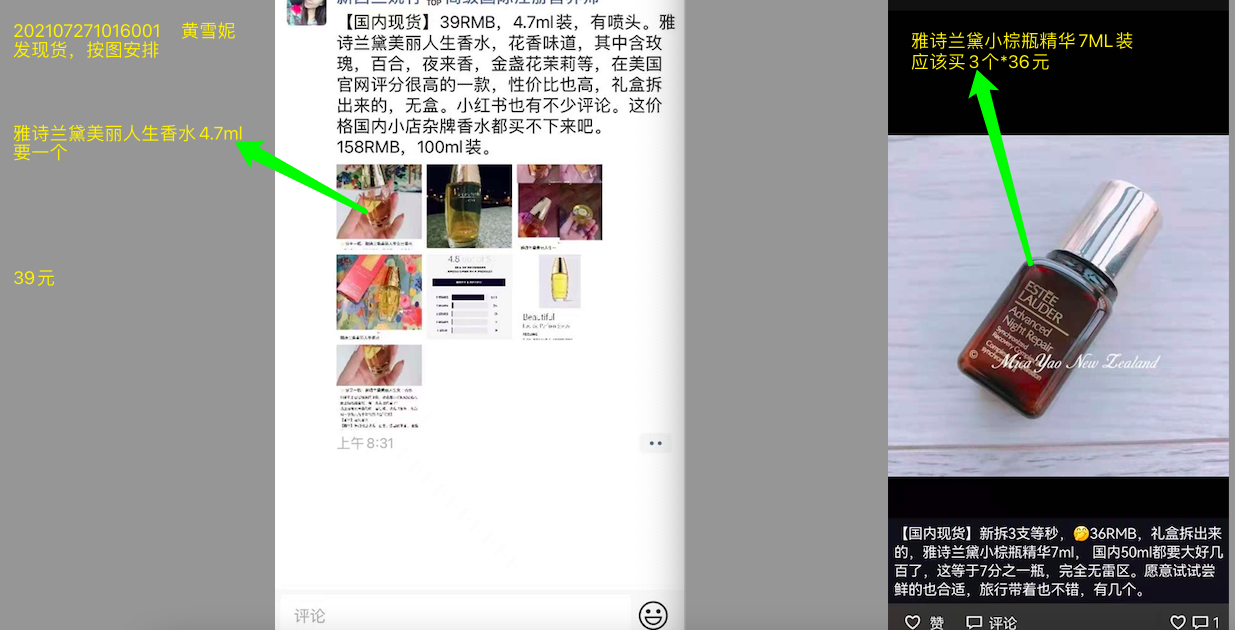 202107271016001 黄雪妮
发现货，按图安排
雅诗兰黛美丽人生香水4.7ml
要一个
39元
【国内现货】39RMB，4.7ml装，有喷头。雅
诗兰黛美丽人生香水，花香味道，其中含玫
瑰，百合，夜来香，金盏花茉莉等，在美国
官网评分很高的一款，性价比也高，礼盒拆
出来的，无盒。小红书也有不少评论。这价
格国内小店杂牌香水都买不下来吧。
158RMB，100ml装。
4.8 out of 5
Beautiful
上午8:31
评论
雅诗兰黛小棕瓶精华7ML装
应该买3个*36元
ESTĒE
LAUDER
Advanced
Night Repair
Synchronized
Mica Yao New Zealand
【国内现货】新拆3支等秒，🤭36RMB，礼盒拆出来
的，雅诗兰黛小棕瓶精华7ml， 国内50ml都要大好几
百了，这等于7分之一瓶，完全无雷区。愿意试试尝
鲜的也合适，旅行带着也不错，有几个。
赞 评论 1